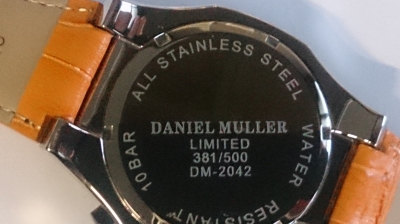 ALL STAINLESS STEEL
WATER
RESISTANT
10 BAR
DANIEL MULLER
LIMITED
381/500
DM-2042